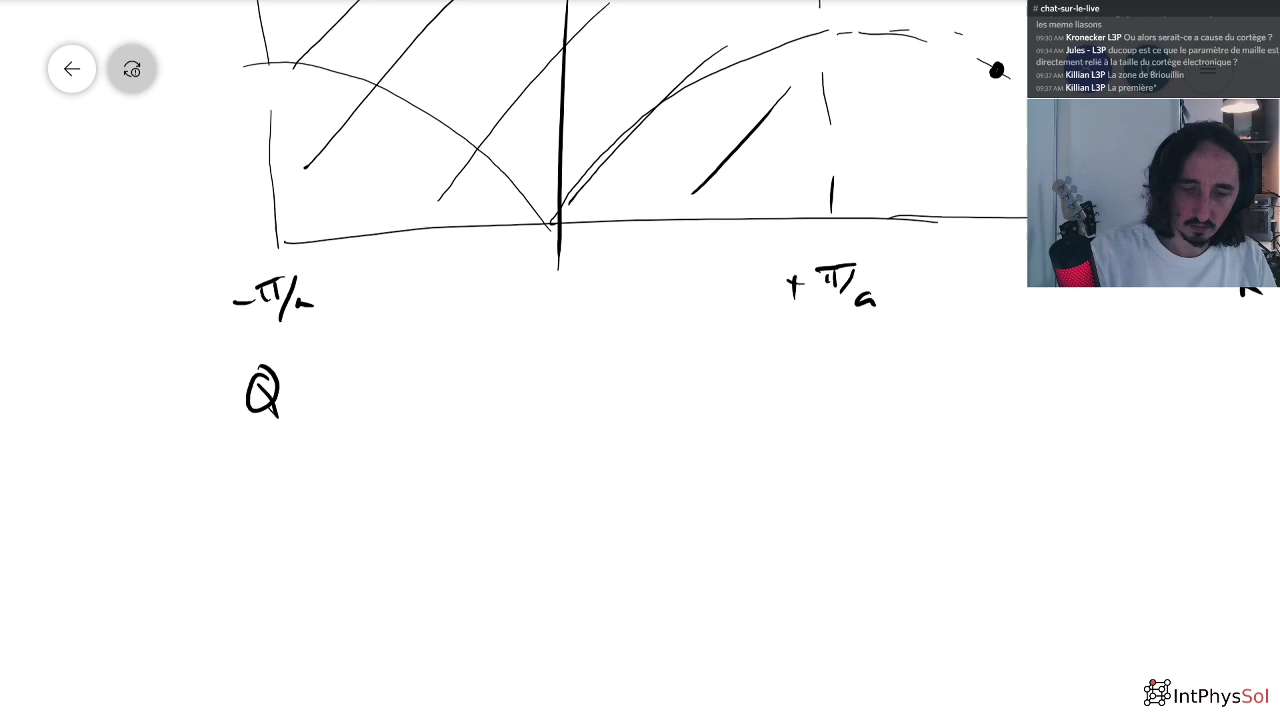 # chat-sur-le-live
les meme liasons
09:30 AM Kronecker L3P Ou alors serait-ce a cause du cortège ?
09:34 AM Jules - L3P ducoup est ce que le paramètre de maille est
directement relié à la taille du cortège électronique ?
09:37 AM Killian L3P La zone de Briouillin
09:37 AM Killian L3P La première*
-π/a
+π/a
Q
IntPhysSol